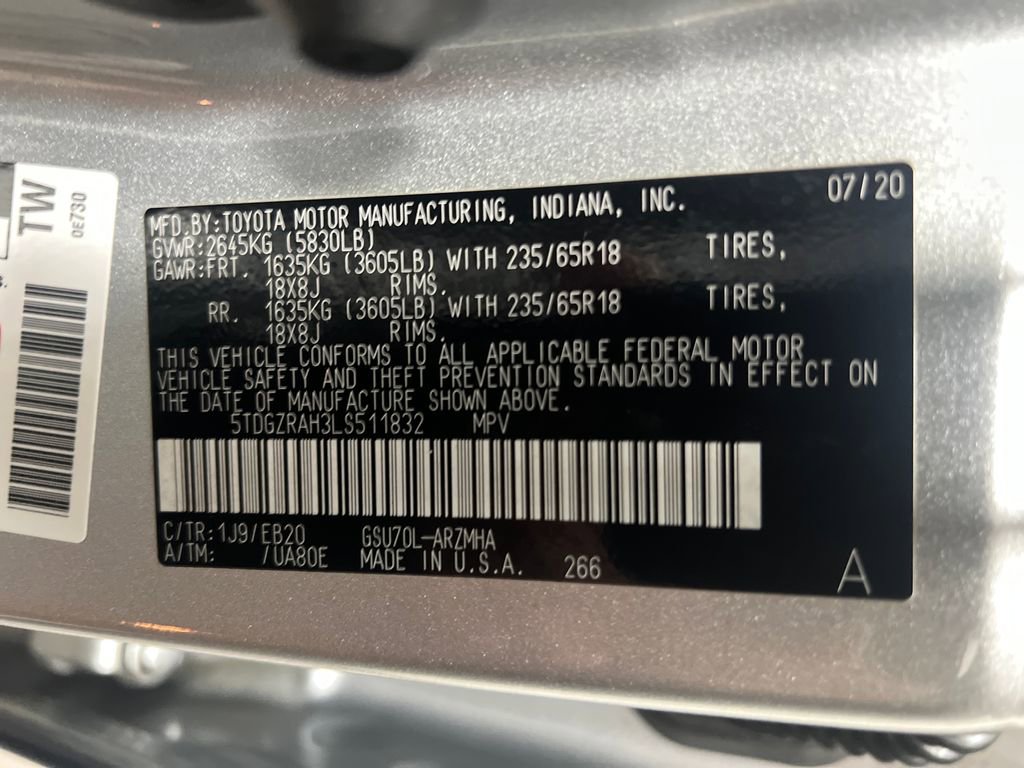 TW
0E730
07/20
MFD.BY:TOYOTA MOTOR MANUFACTURING, INDIANA, INC.
GVWR:2645KG (5830LB)
GAWR:FRT. 1635KG (3605LB) WITH 235/65R18 TIRES,
18X8J RIMS.
RR. 1635KG (3605LB) WITH 235/65R18 TIRES,
18X8J RIMS.
THIS VEHICLE CONFORMS TO ALL APPLICABLE FEDERAL MOTOR
VEHICLE SAFETY AND THEFT PREVENTION STANDARDS IN EFFECT ON
THE DATE OF MANUFACTURE SHOWN ABOVE.
5TDGZRAH3LS511832 MPV
C/TR:1J9/EB20 GSU70L-ARZMHA
A/TM: /UA80E MADE IN U.S.A. 266
A